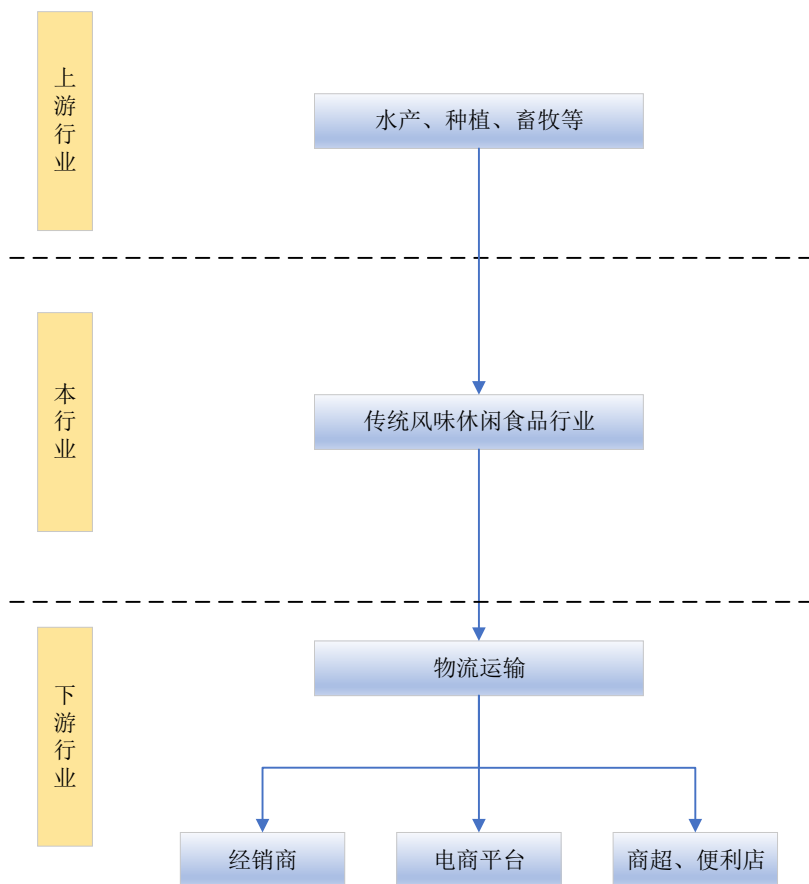 上游行业
水产、种植、畜牧等
本行业
传统风味休闲食品行业
下游行业
物流运输
经销商
电商平台
商超、便利店